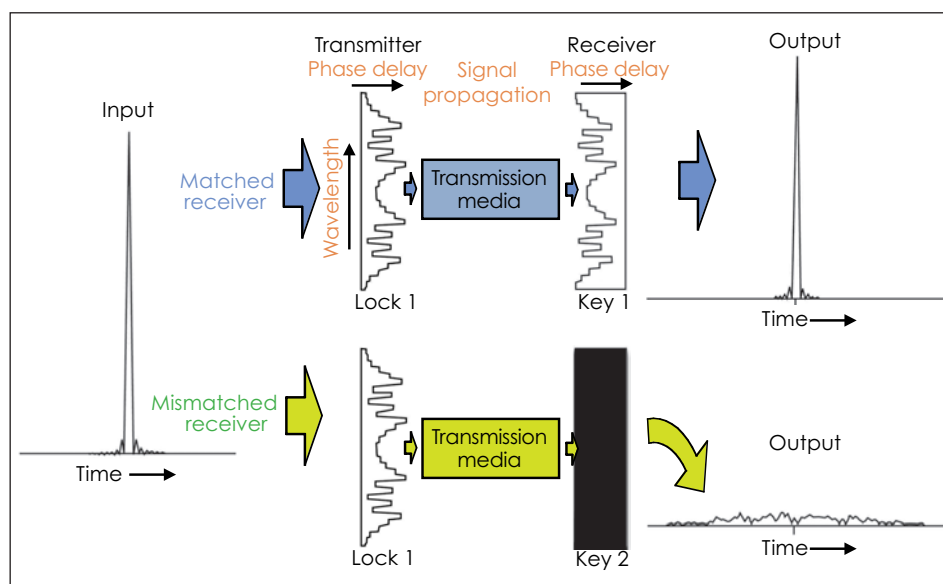 Transmitter
Phase delay
Signal
propagation
Receiver
Phase delay
Output
Input
Matched
receiver
Wavelength
Transmission
media
Lock 1
Key 1
Time
Mismatched
receiver
Transmission
media
Output
Time
Lock 1
Key 2
Time